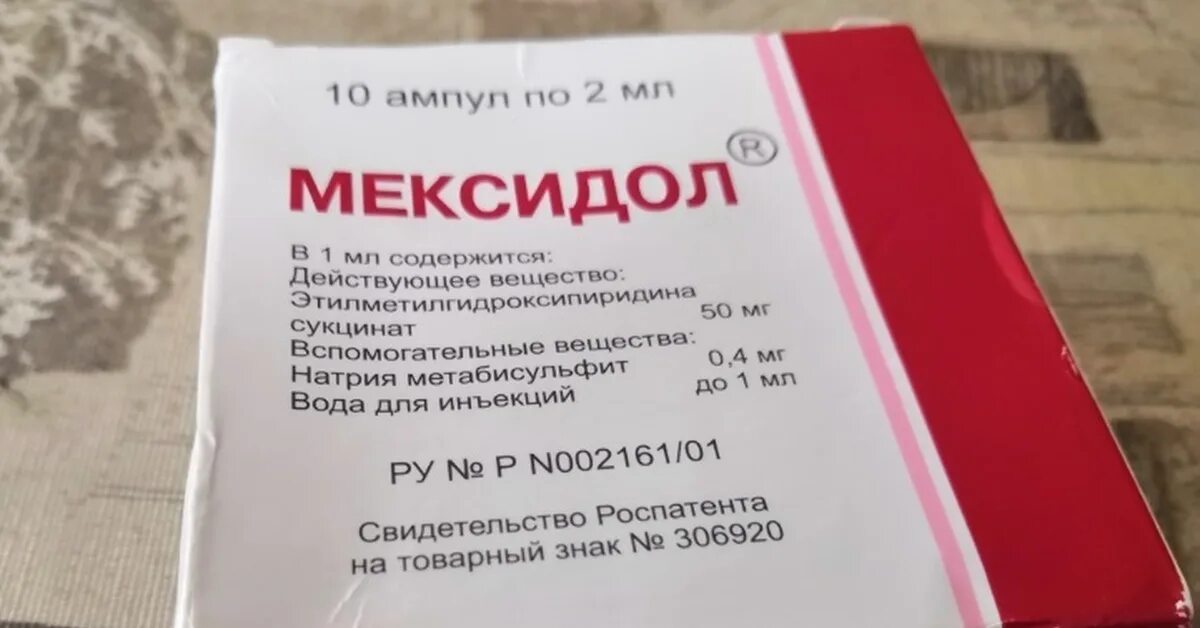 10 ампул по 2 мл
МЕКСИДОЛ®
В 1 мл содержится:
Действующее вещество:
Этилметилгидроксипиридина
сукцинат 50 мг
Вспомогательные вещества:
Натрия метабисульфит 0,4 мг
Вода для инъекций до 1 мл
РУ № Р N002161/01
Свидетельство Роспатента
на товарный знак № 306920